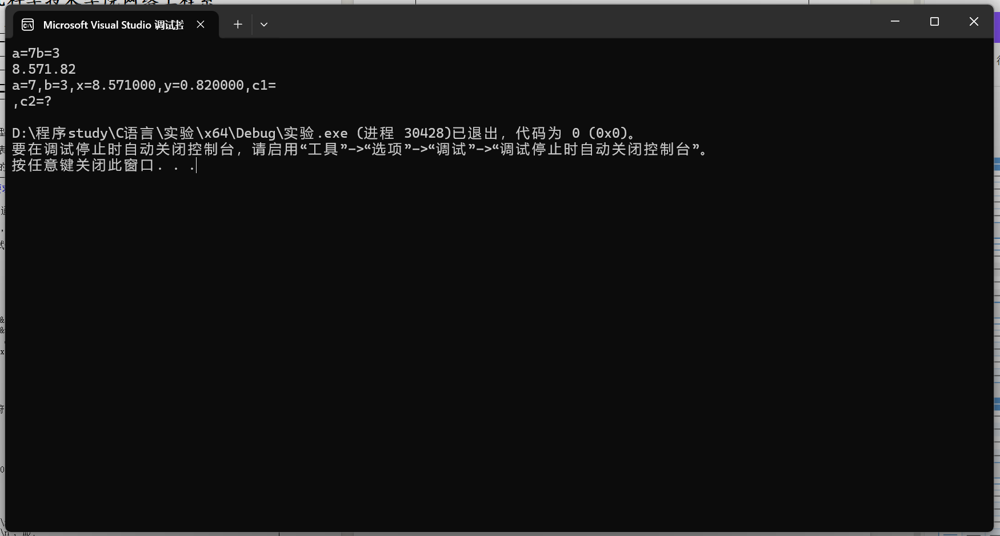 Microsoft Visual Studio 调试控
a=7b=3
8.571.82
a=7,b=3,x=8.571000,y=0.820000,c1=
,c2=?
D:\程序study\C语言\实验\x64\Debug\实验.exe (进程 30428)已退出，代码为 0 (0x0)。
要在调试停止时自动关闭控制台，请启用“工具”->“选项”->“调试”->“调试停止时自动关闭控制台”。
按任意键关闭此窗口. . .